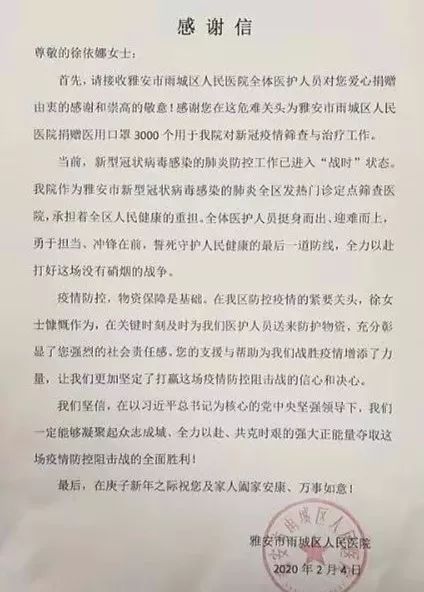 感谢信
尊敬的徐依娜女士:
首先,请接收雅安市雨城区人民医院全体医护人员对您爱心捐赠
由衷的感谢和崇高的敬意!感谢您在这危难关头为雅安市雨城区人民
医院捐赠医用口罩 3000 个用于我院对新冠疫情筛查与治疗工作。
当前,新型冠状病毒感染的肺炎防控工作已进入“战时”状态。
我院作为雅安市新型冠状病毒感染的肺炎全区发热门诊定点筛查医
院,承担着全区人民健康的重担。全体医护人员挺身而出、迎难而上,
勇于担当、冲锋在前,誓死守护人民健康的最后一道防线,全力以赴
打好这场没有硝烟的战争。
疫情防控,物资保障是基础。在我区防控疫情的紧要关头,徐女
士慷慨作为,在关键时刻及时为我们医护人员送来防护物资,充分彰
显了您强烈的社会责任感。您的支援与帮助为我们战胜疫情增添了力
量,让我们更加坚定了打赢这场疫情防控阻击战的信心和决心。
我们坚信,在以习近平总书记为核心的党中央坚强领导下,我们
一定能够凝聚起众志成城、全力以赴、共克时艰的强大正能量夺取这
场疫情防控阻击战的全面胜利!
最后,在庚子新年之际祝您及家人阖家安康、万事如意!
雅安市雨城区人民医院
2020 年 2 月 4 日